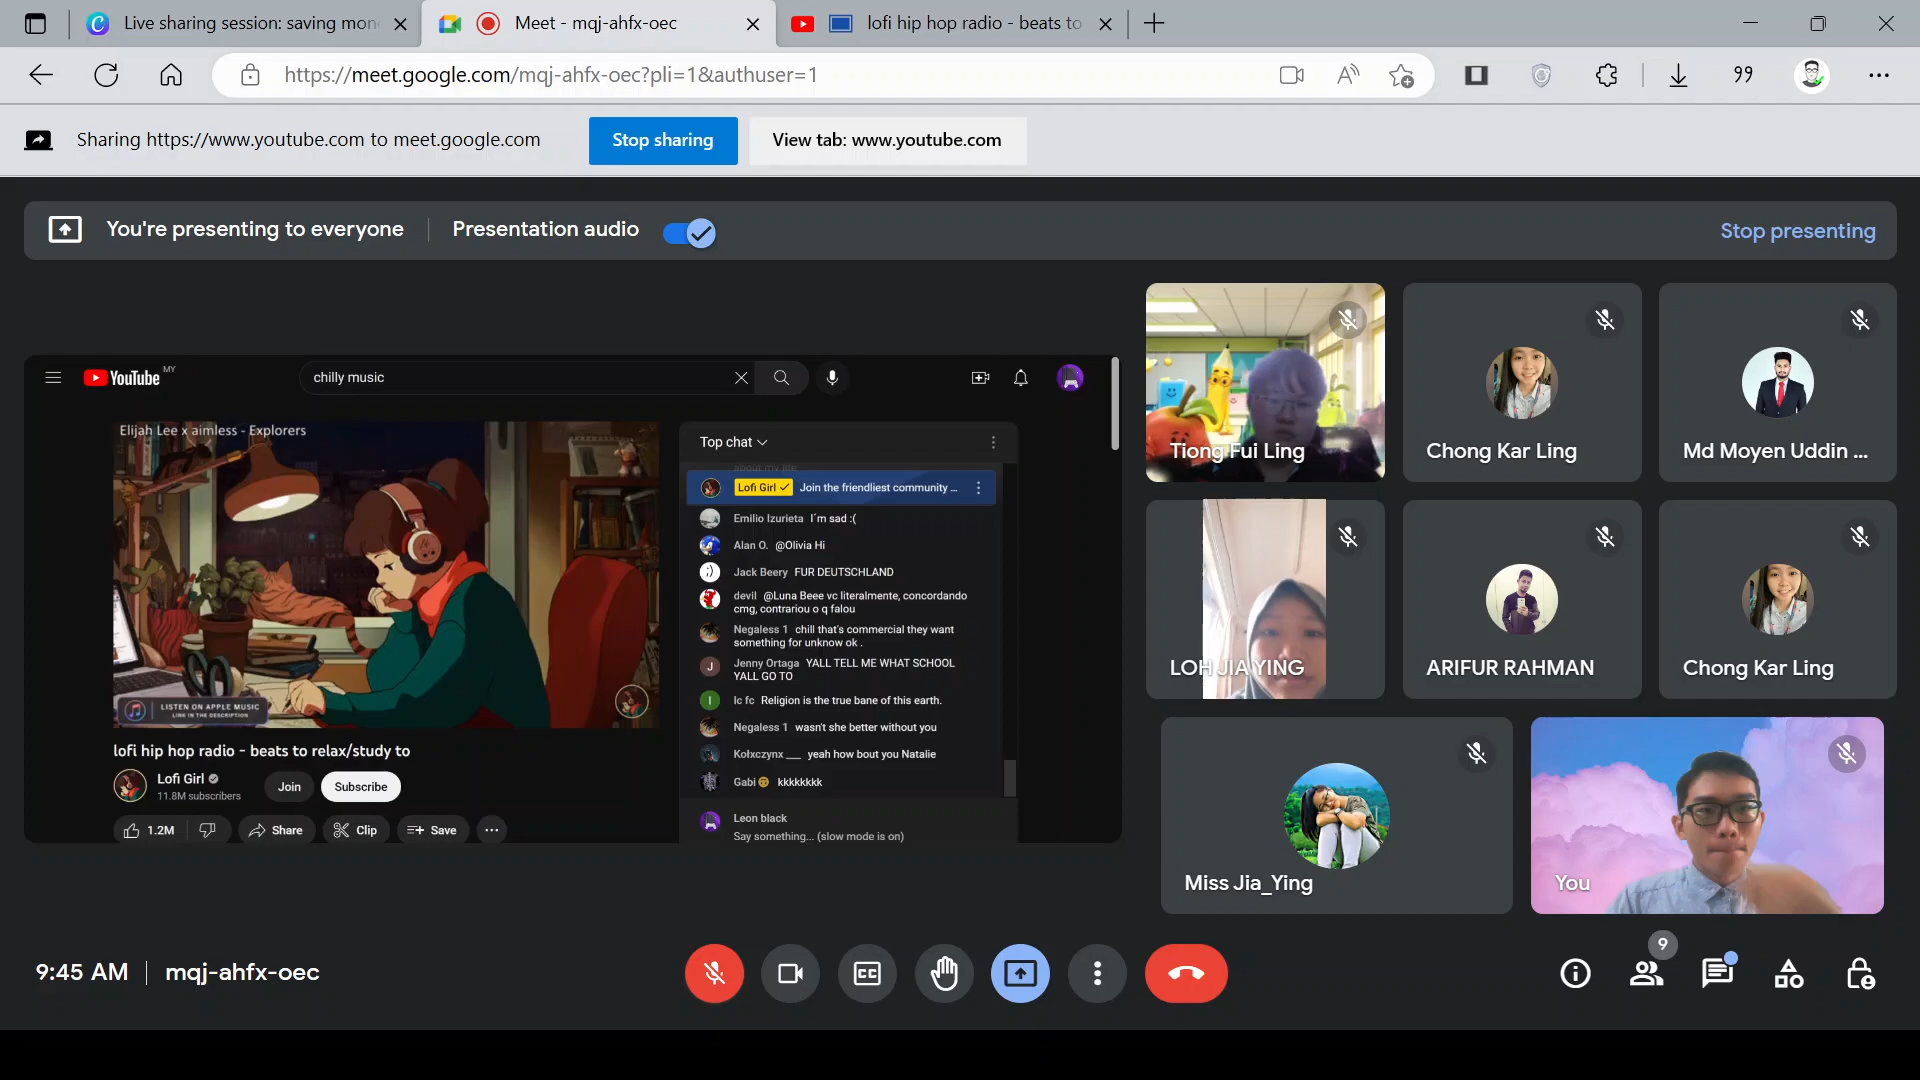 Live sharing session: saving mon
Meet - mqj-ahfx-oec
lofi hip hop radio - beats to
https://meet.google.com/mqj-ahfx-oec?pli=1&authuser=1
Sharing https://www.youtube.com to meet.google.com
Stop sharing
View tab: www.youtube.com
You're presenting to everyone
Presentation audio
Stop presenting
YouTube MY
chilly music
Elijah Lee x aimless - Explorers
LISTEN ON APPLE MUSIC
LINK IN THE DESCRIPTION
lofi hip hop radio - beats to relax/study to
Lofi Girl
11.8M subscribers
Join
Subscribe
1.2M
Share
Clip
Save
Top chat
about my life
Lofi Girl Join the friendliest community ...
Emilio Izurieta I´m sad :(
Alan O. @Olivia Hi
Jack Beery FUR DEUTSCHLAND
devil @Luna Beee vc literalmente, concordando
cmg, contrariou o q falou
Negaless 1 chill that's commercial they want
something for unknow ok .
J
Jenny Ortaga YALL TELL ME WHAT SCHOOL
YALL GO TO
Ic fc Religion is the true bane of this earth.
Negaless 1 wasn't she better without you
Kołxczynx __ yeah how bout you Natalie
Gabi🙃 kkkkkkkk
Leon black
Say something... (slow mode is on)
Tiong Fui Ling
Chong Kar Ling
Md Moyen Uddin ...
LOH JIA YING
ARIFUR RAHMAN
Chong Kar Ling
Miss Jia_Ying
You
9:45 AM
mqj-ahfx-oec
CC
9